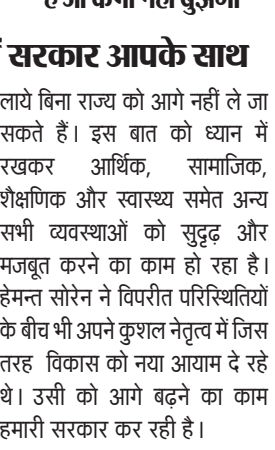 सरकार आपके साथ
लाये बिना राज्य को आगे नहीं ले जा
सकते हैं। इस बात को ध्यान में
रखकर आर्थिक, सामाजिक,
शैक्षणिक और स्वास्थ्य समेत अन्य
सभी व्यवस्थाओं को सुदृढ़ और
मजबूत करने का काम हो रहा है।
हेमन्त सोरेन ने विपरीत परिस्थितियों
के बीच भी अपने कुशल नेतृत्व में जिस
तरह विकास को नया आयाम दे रहे
थे। उसी को आगे बढ़ने का काम
हमारी सरकार कर रही है।